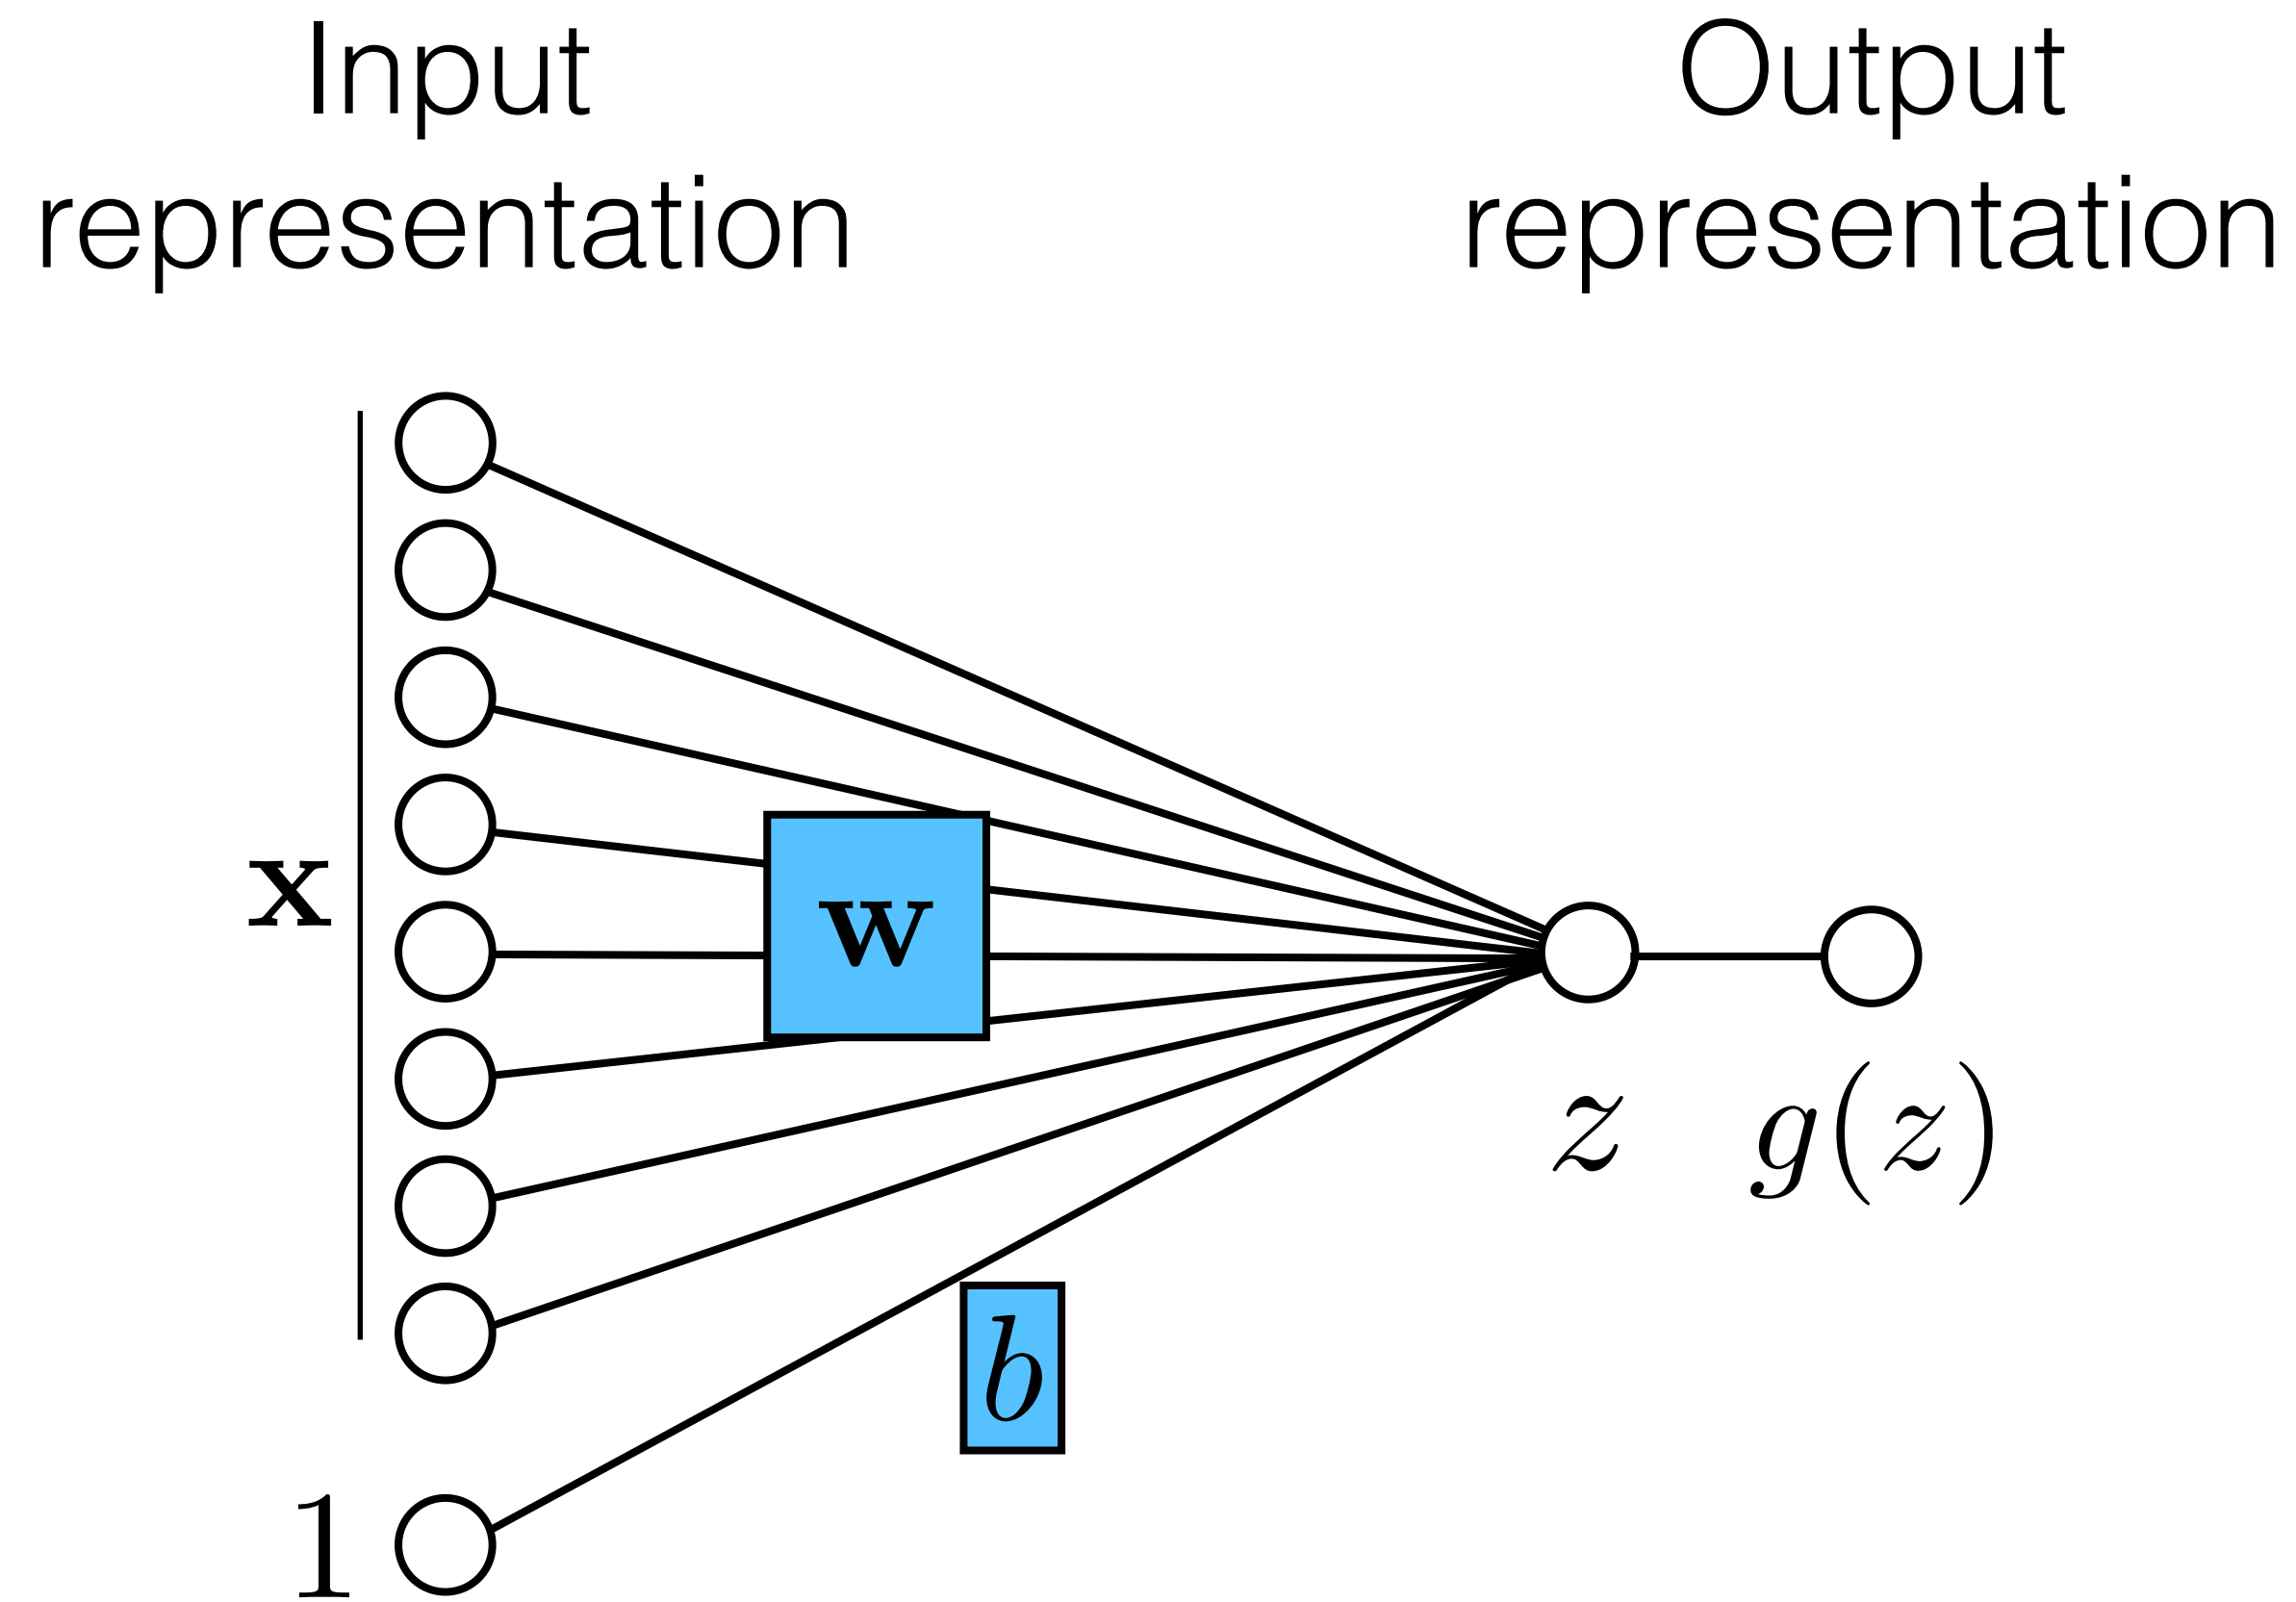 Input
representation
Output
representation
x
w
z
g(z)
b
1